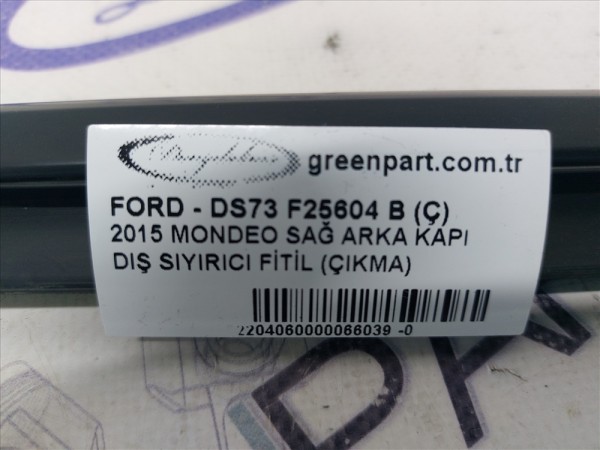 greenpart.com.tr
FORD - DS73 F25604 B (Ç)
2015 MONDEO SAĞ ARKA KAPI
DIŞ SIYIRICI FİTİL (ÇIKMA)
2204060000066039 -0